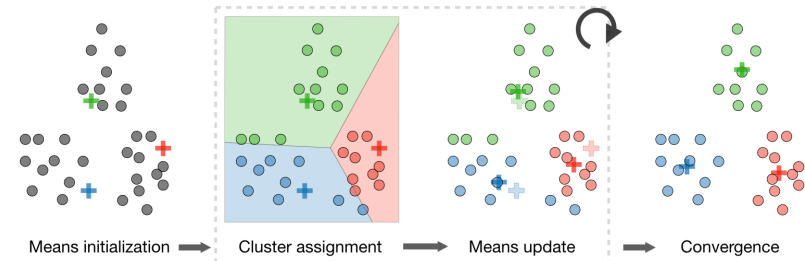 Means initialization
Cluster assignment
Means update
Convergence